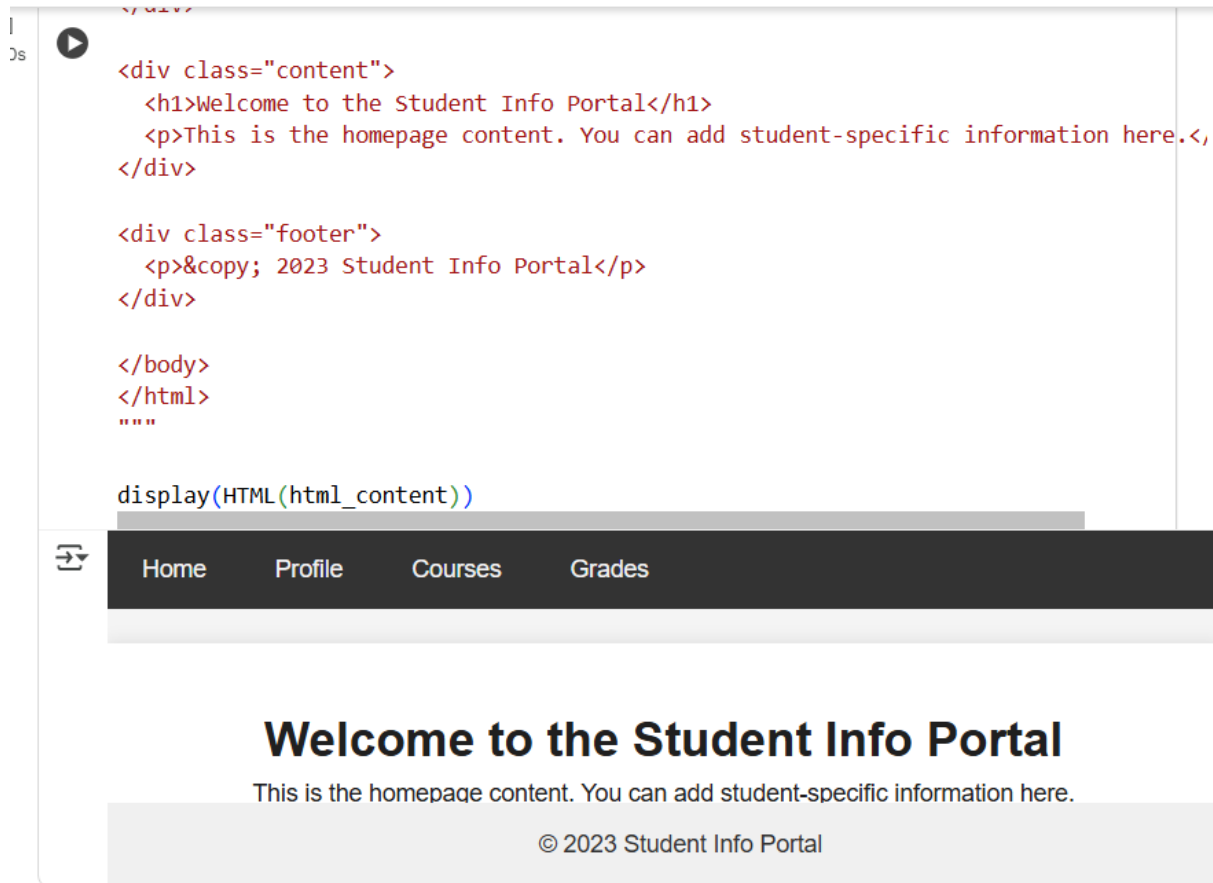 </div>
<div class="content">
<h1>Welcome to the Student Info Portal</h1>
<p>This is the homepage content. You can add student-specific information here.</
</div>
<div class="footer">
<p>&copy; 2023 Student Info Portal</p>
</div>
</body>
</html>
"""
display(HTML(html_content))
Home Profile Courses Grades
Welcome to the Student Info Portal
This is the homepage content. You can add student-specific information here.
© 2023 Student Info Portal